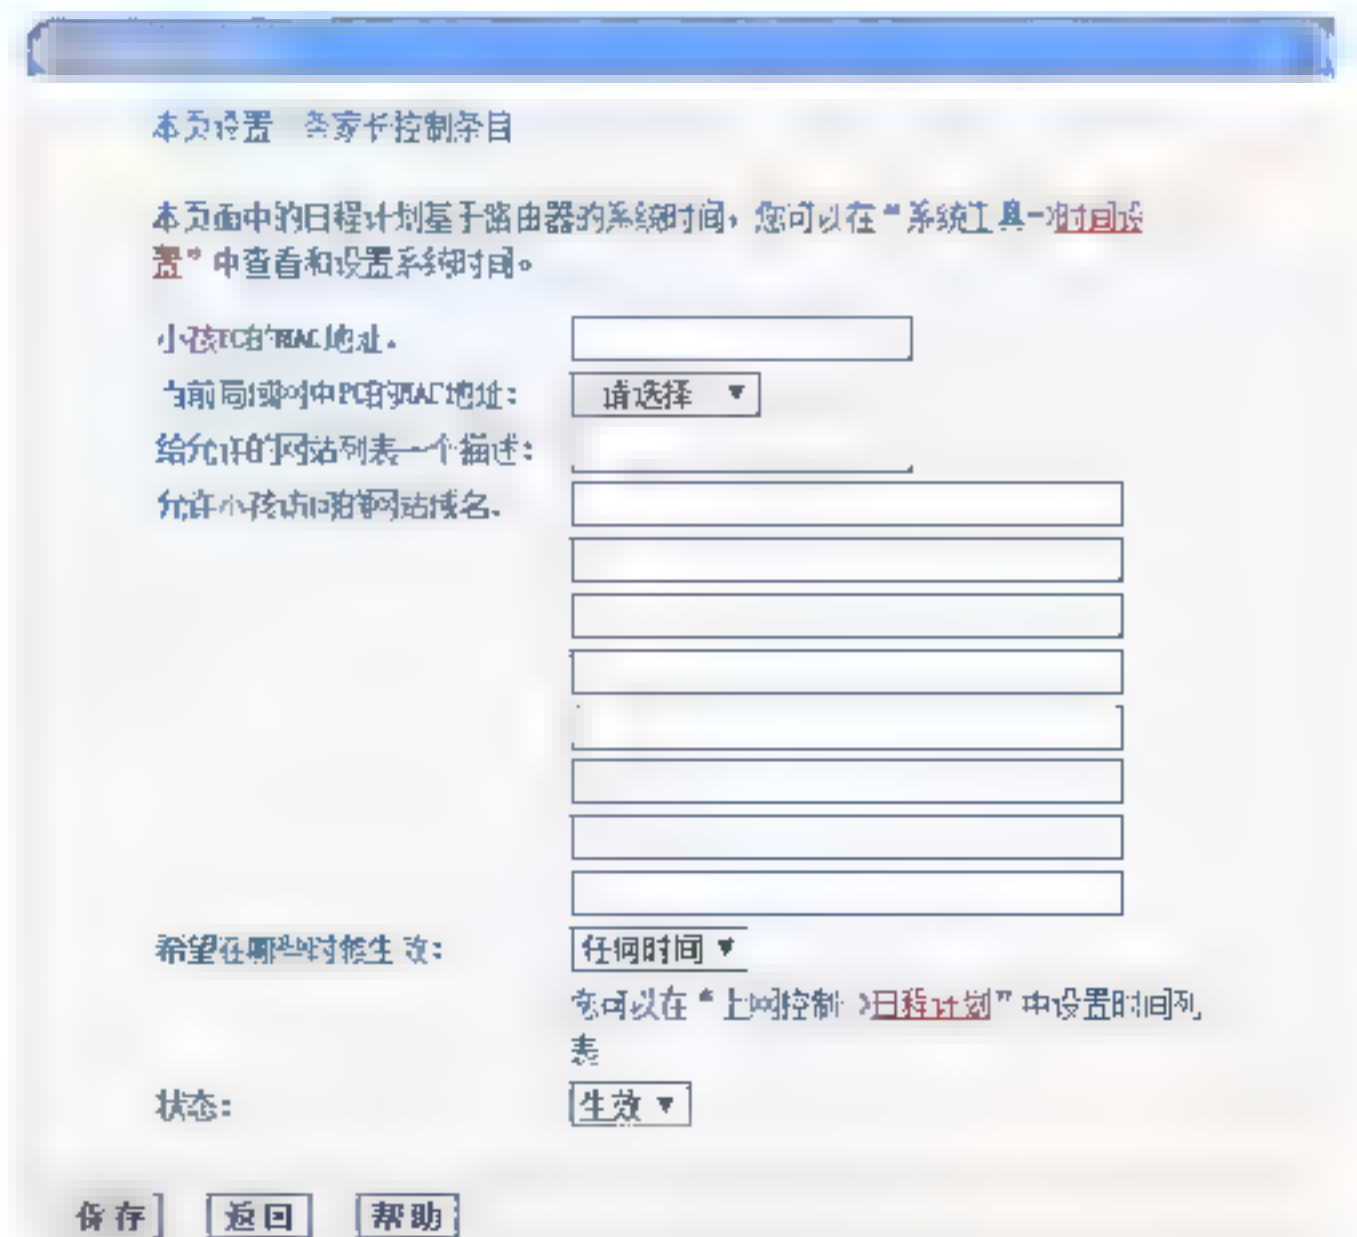 本页设置一条家长控制条目
本页面中的日程计划基于路由器的系统时间，您可以在“系统工具->时间设
置”中查看和设置系统时间。
小孩PC的MAC地址：
当前局域网中PC的MAC地址： 请选择
给允许的网站列表一个描述：
允许小孩访问的网站域名：
希望在哪些时候生效： 任何时间
您可以在“上网控制->日程计划”中设置时间列
表
状态： 生效
保存 返回 帮助